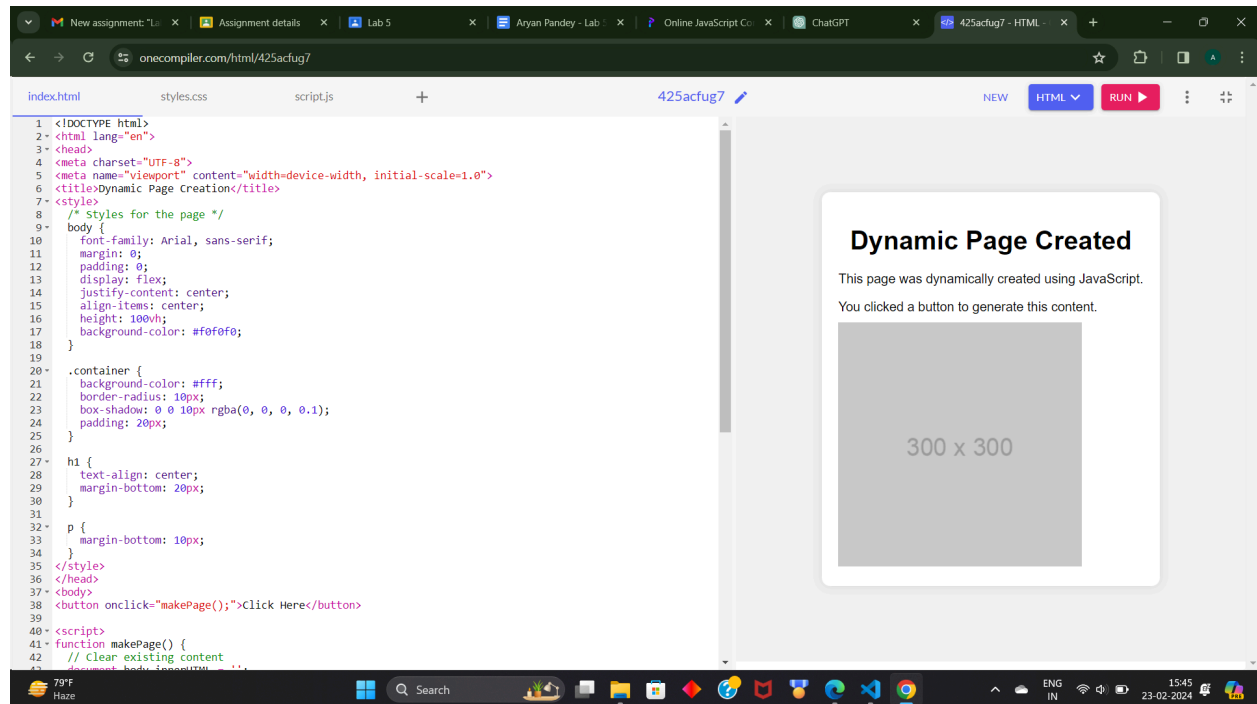 New assignment: "La
Assignment details
Lab 5
Aryan Pandey - Lab 5
Online JavaScript Co
ChatGPT
425acfug7 - HTML -
onecompiler.com/html/425acfug7
A
index.html styles.css script.js + 425acfug7 NEW HTML RUN
1 <!DOCTYPE html>
2 <html lang="en">
3 <head>
4 <meta charset="UTF-8">
5 <meta name="viewport" content="width=device-width, initial-scale=1.0">
6 <title>Dynamic Page Creation</title>
7 <style>
8 /* Styles for the page */
9 body {
10 font-family: Arial, sans-serif;
11 margin: 0;
12 padding: 0;
13 display: flex;
14 justify-content: center;
15 align-items: center;
16 height: 100vh;
17 background-color: #f0f0f0;
18 }
19
20 .container {
21 background-color: #fff;
22 border-radius: 10px;
23 box-shadow: 0 0 10px rgba(0, 0, 0, 0.1);
24 padding: 20px;
25 }
26
27 h1 {
28 text-align: center;
29 margin-bottom: 20px;
30 }
31
32 p {
33 margin-bottom: 10px;
34 }
35 </style>
36 </head>
37 <body>
38 <button onclick="makePage();">Click Here</button>
39
40 <script>
41 function makePage() {
42 // Clear existing content
43 document.body.innerHTML = '';
Dynamic Page Created
This page was dynamically created using JavaScript.
You clicked a button to generate this content.
300 x 300
79°F
Haze
Search
ENG
IN
15:45
23-02-2024